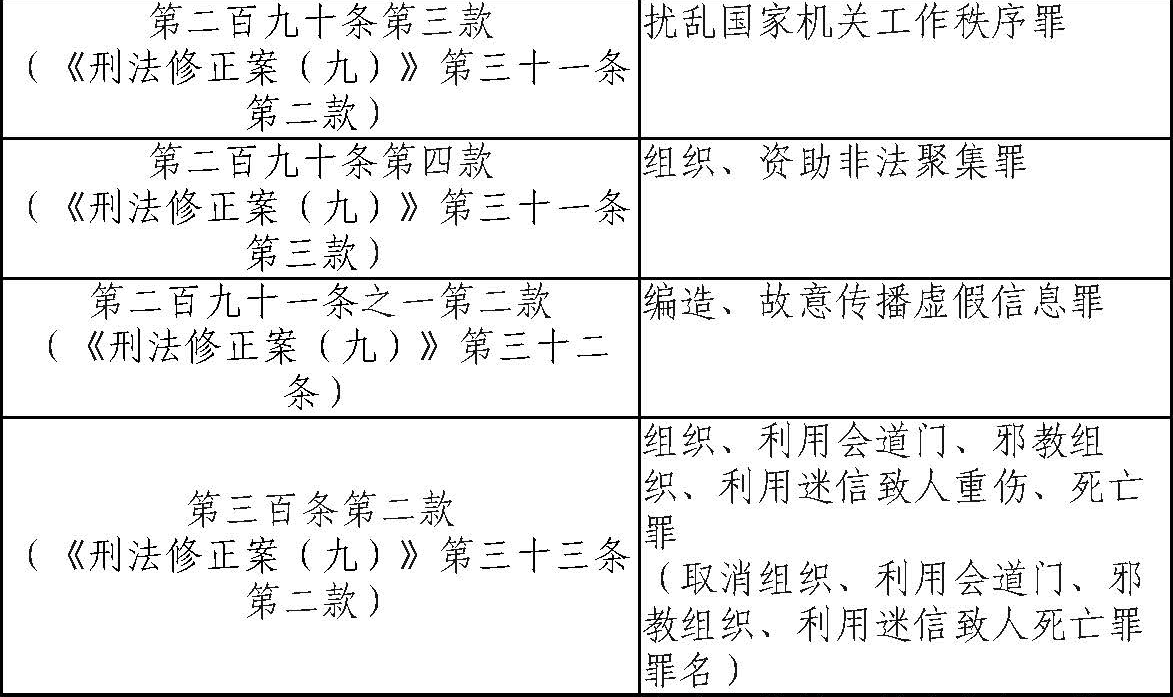 第二百九十条第三款
（《刑法修正案（九）》第三十一条
第二款）
扰乱国家机关工作秩序罪
第二百九十条第四款
（《刑法修正案（九）》第三十一条
第三款）
组织、资助非法聚集罪
第二百九十一条之一第二款
（《刑法修正案（九）》第三十二
条）
编造、故意传播虚假信息罪
第三百条第二款
（《刑法修正案（九）》第三十三条
第二款）
组织、利用会道门、邪教组
织、利用迷信致人重伤、死亡
罪
（取消组织、利用会道门、邪
教组织、利用迷信致人死亡罪
罪名）